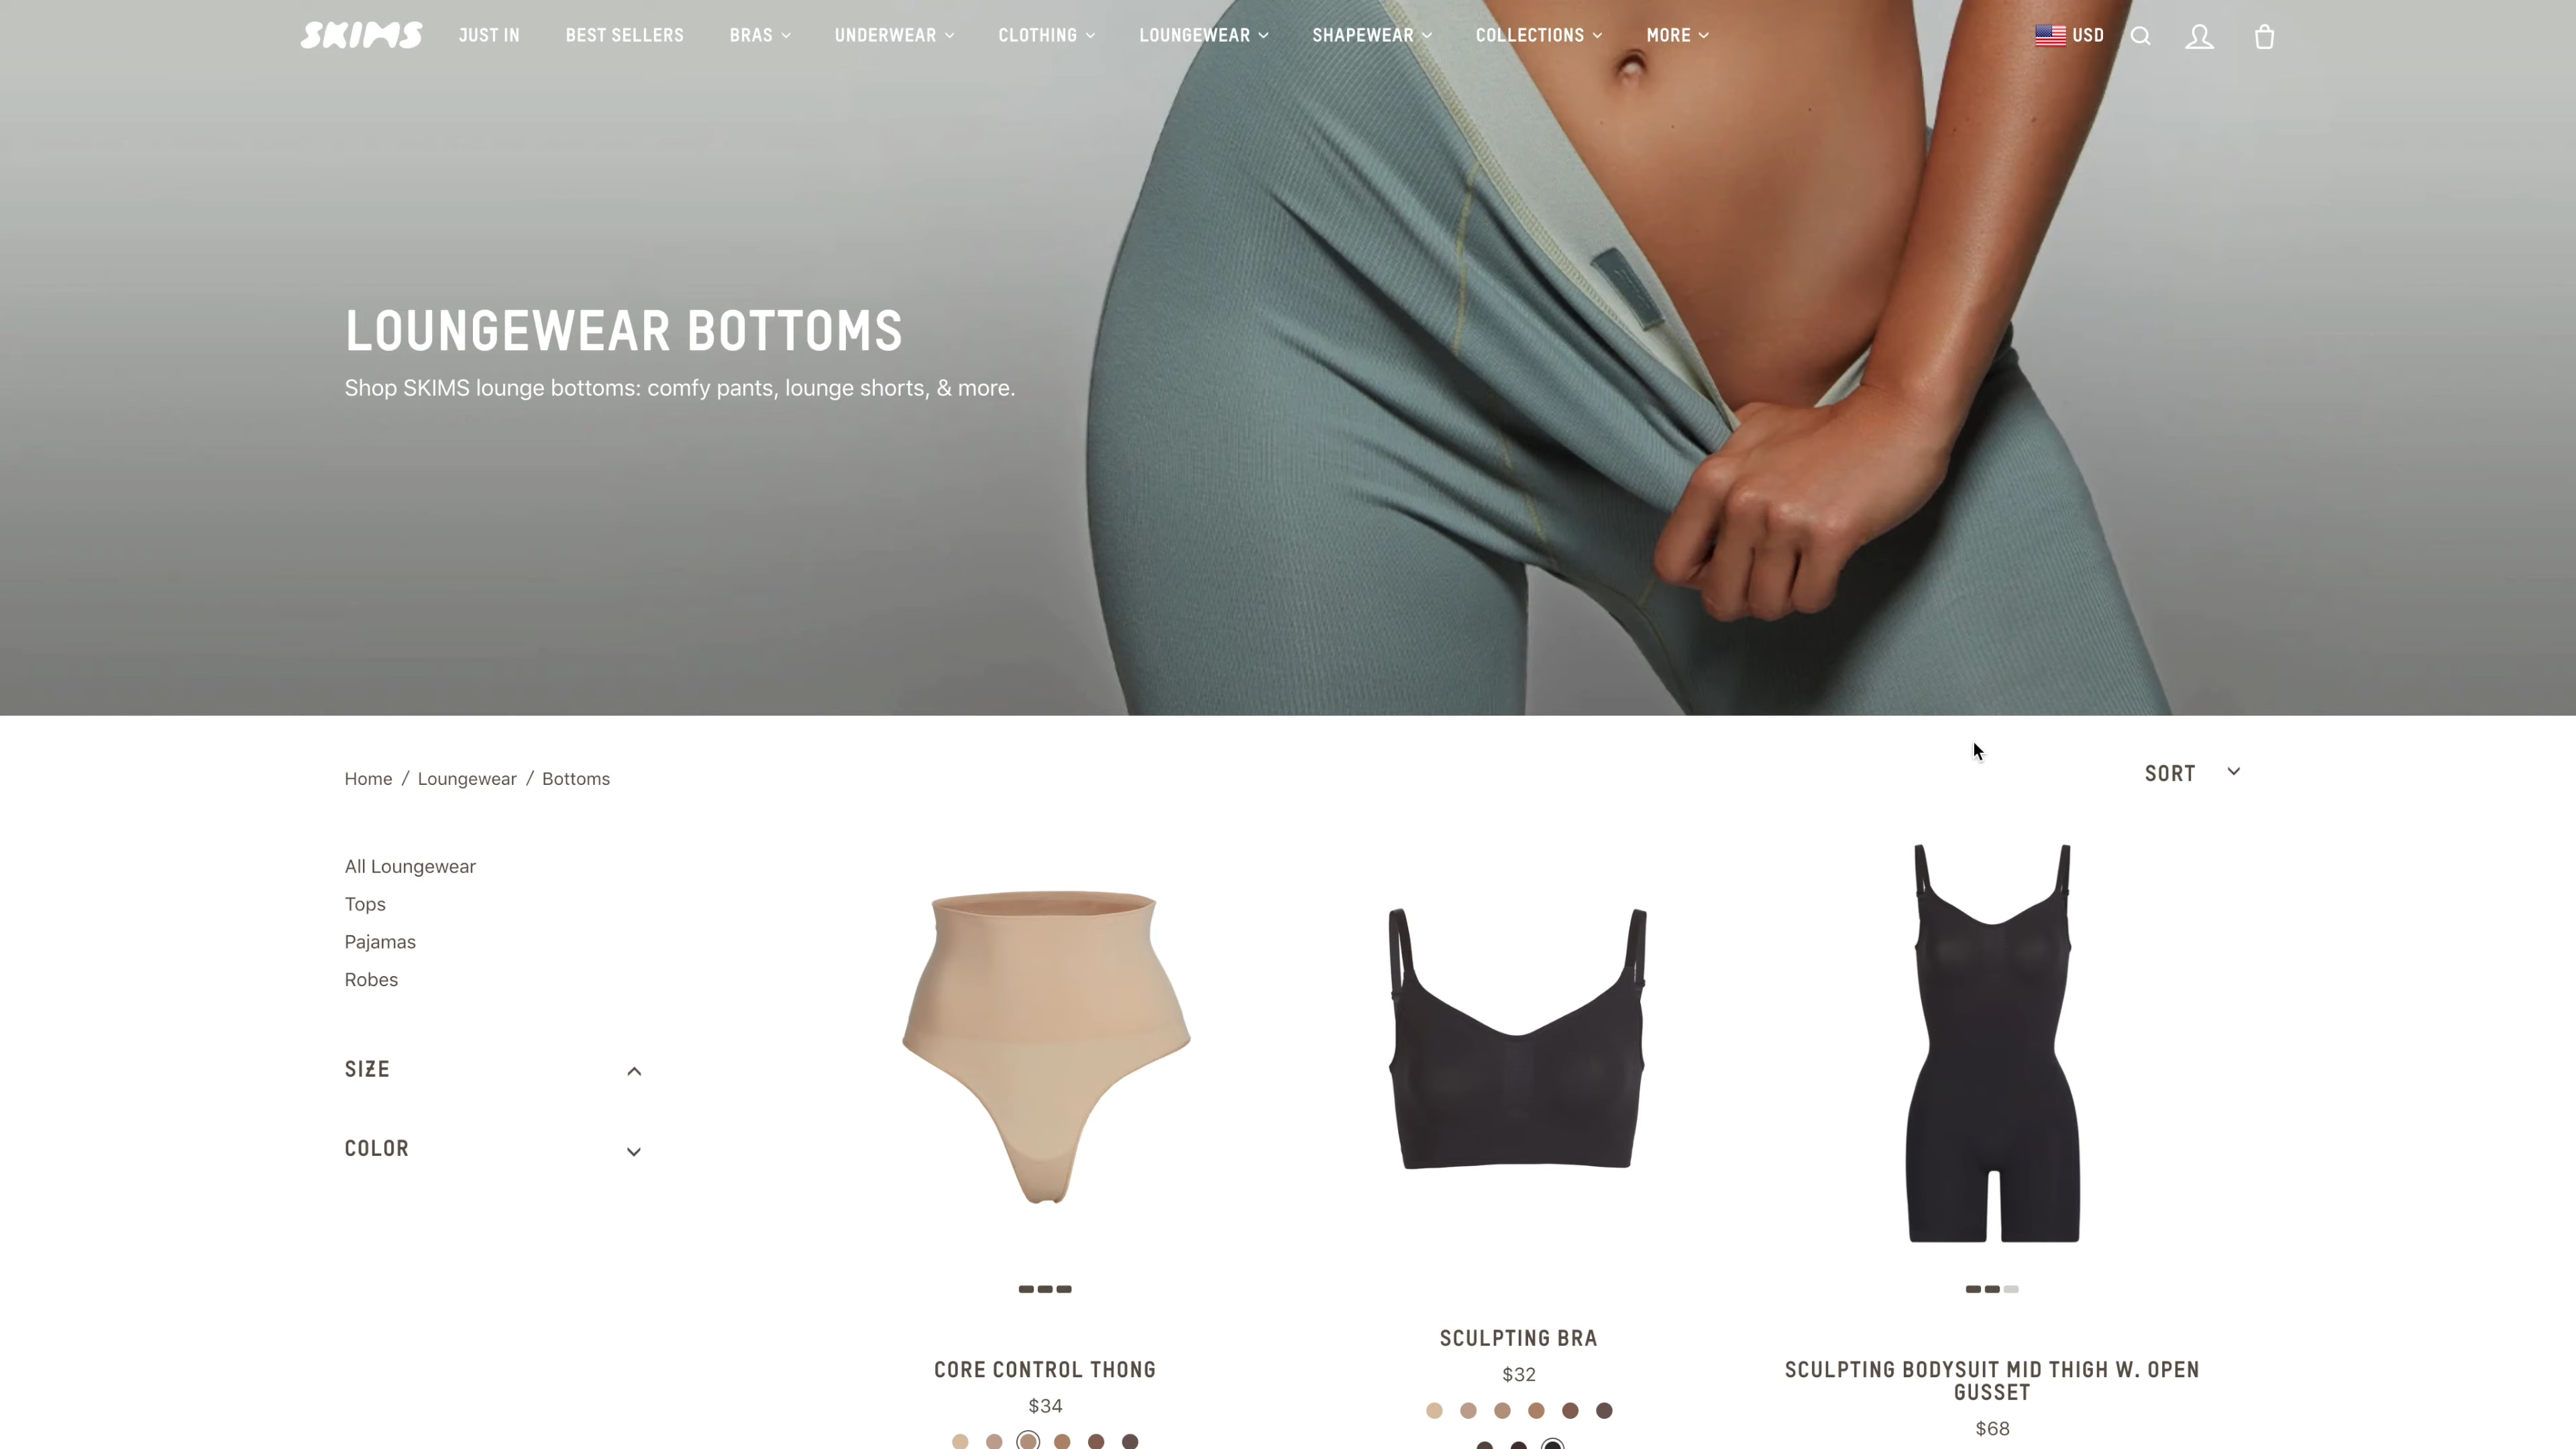 SKIMS JUST IN BEST SELLERS BRAS UNDERWEAR CLOTHING LOUNGEWEAR SHAPEWEAR COLLECTIONS MORE USD
LOUNGEWEAR BOTTOMS
Shop SKIMS lounge bottoms: comfy pants, lounge shorts, & more.
Home / Loungewear / Bottoms
SORT
All Loungewear
Tops
Pajamas
Robes
SIZE
COLOR
CORE CONTROL THONG
$34
SCULPTING BRA
$32
SCULPTING BODYSUIT MID THIGH W. OPEN
GUSSET
$68